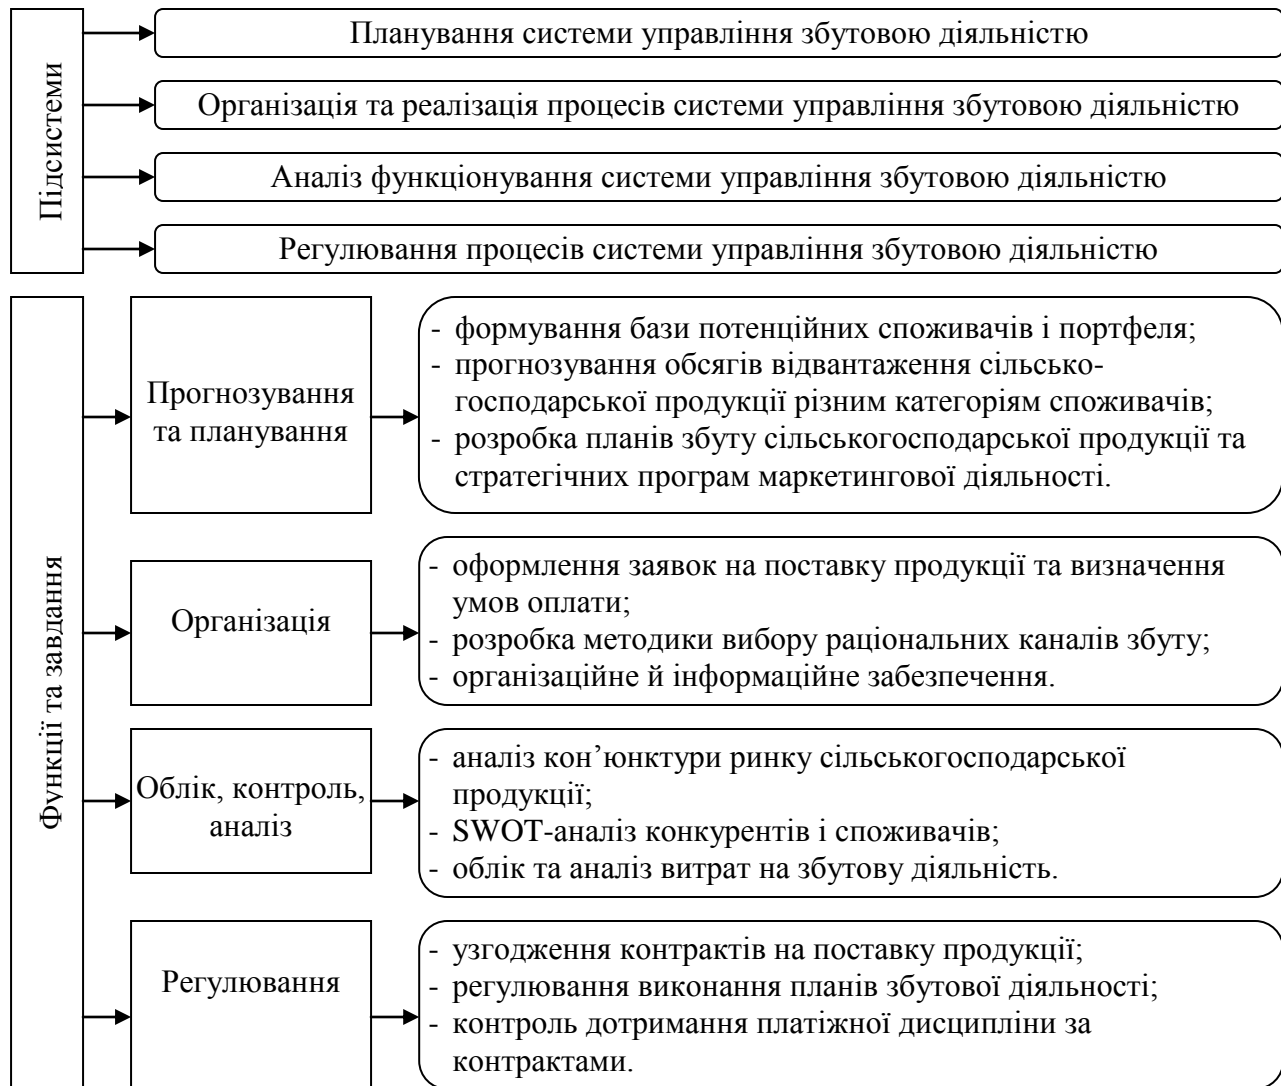 Підсистеми
Планування системи управління збутовою діяльністю
Організація та реалізація процесів системи управління збутовою діяльністю
Аналіз функціонування системи управління збутовою діяльністю
Регулювання процесів системи управління збутовою діяльністю
Функції та завдання
Прогнозування
та планування
- формування бази потенційних споживачів і портфеля;
- прогнозування обсягів відвантаження сільсько-
господарської продукції різним категоріям споживачів;
- розробка планів збуту сільськогосподарської продукції та
стратегічних програм маркетингової діяльності.
Організація
- оформлення заявок на поставку продукції та визначення
умов оплати;
- розробка методики вибору раціональних каналів збуту;
- організаційне й інформаційне забезпечення.
Облік, контроль,
аналіз
- аналіз кон’юнктури ринку сільськогосподарської
продукції;
- SWOT-аналіз конкурентів і споживачів;
- облік та аналіз витрат на збутову діяльність.
Регулювання
- узгодження контрактів на поставку продукції;
- регулювання виконання планів збутової діяльності;
- контроль дотримання платіжної дисципліни за
контрактами.